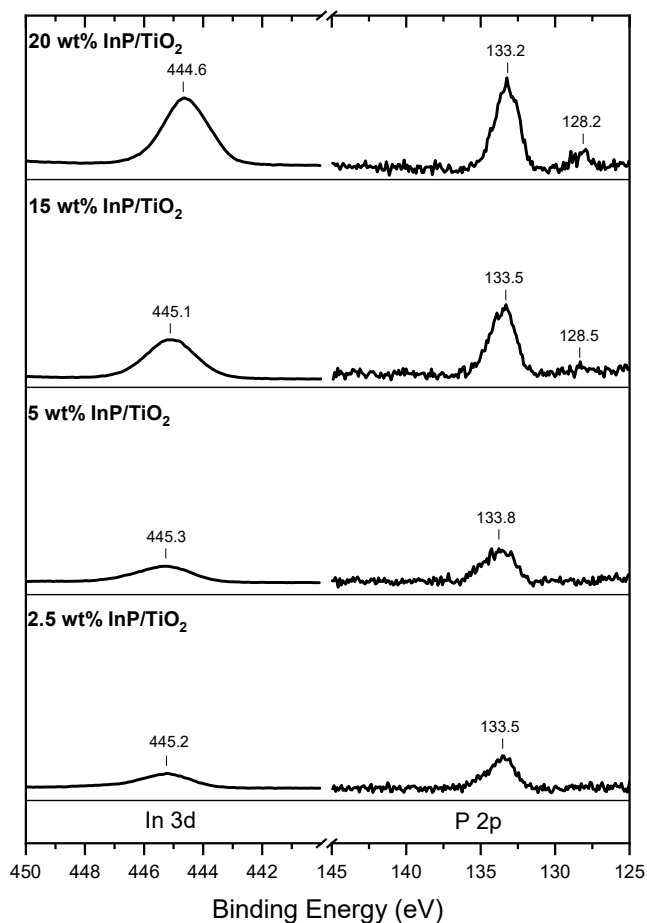 20 wt% InP/TiO₂
444.6
133.2
128.2
15 wt% InP/TiO₂
445.1
133.5
128.5
5 wt% InP/TiO₂
445.3
133.8
2.5 wt% InP/TiO₂
445.2
133.5
In 3d
P 2p
450 448 446 444 442 145 140 135 130 125
Binding Energy (eV)